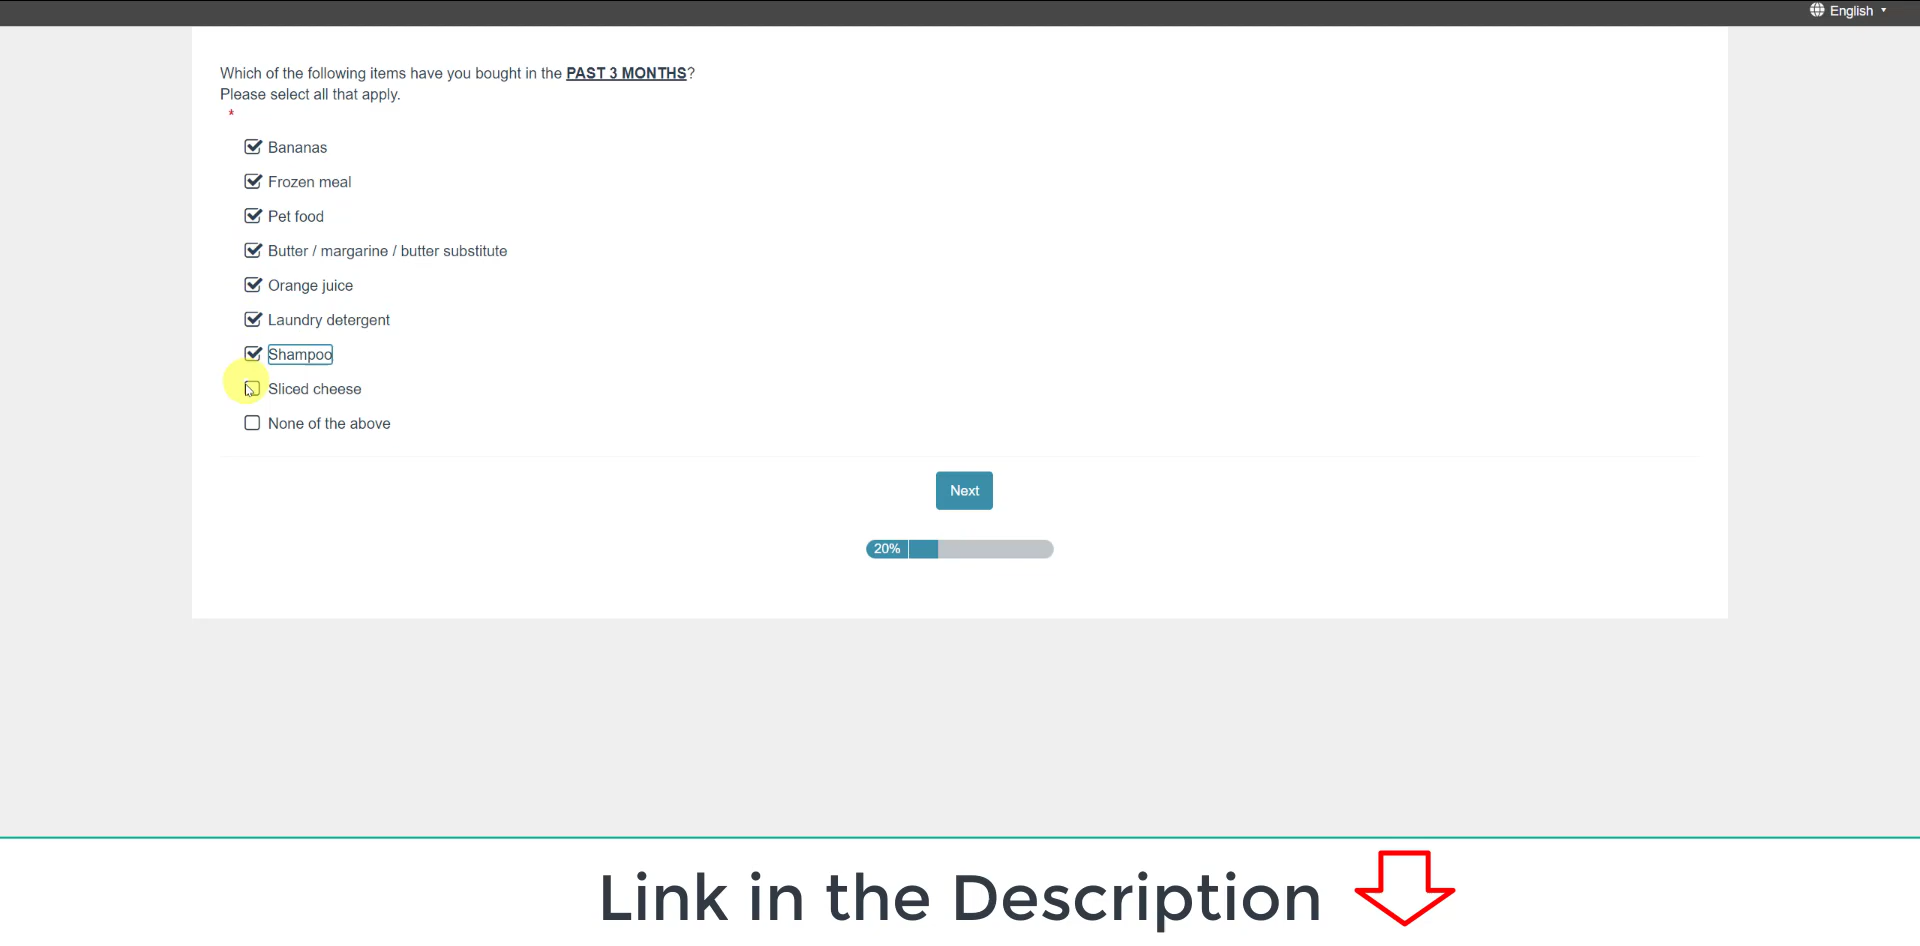 English
Which of the following items have you bought in the PAST 3 MONTHS?
Please select all that apply.
*
Bananas
Frozen meal
Pet food
Butter / margarine / butter substitute
Orange juice
Laundry detergent
Shampoo
Sliced cheese
None of the above
Next
20%
Link in the Description